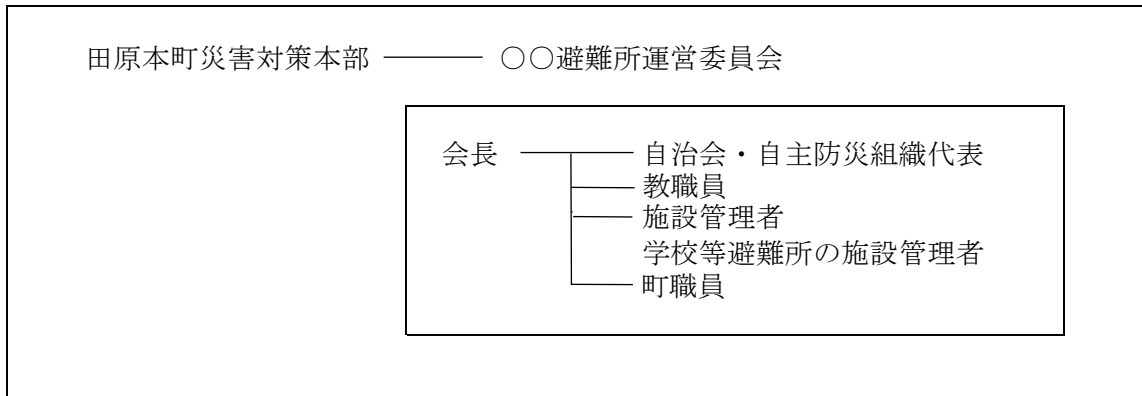 田原本町災害対策本部 ――― 〇〇避難所運営委員会
会長 自治会・自主防災組織代表
教職員
施設管理者
学校等避難所の施設管理者
町職員